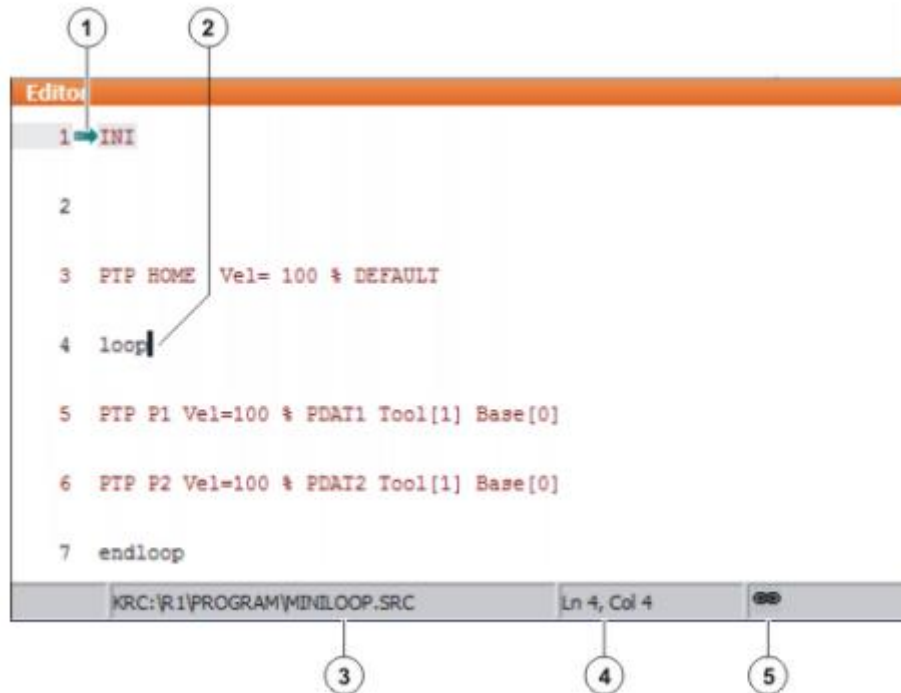 1 2
Editor
1 INI
2
3 PTP HOME Vel= 100 % DEFAULT
4 loop
5 PTP P1 Vel=100 % PDAT1 Tool[1] Base[0]
6 PTP P2 Vel=100 % PDAT2 Tool[1] Base[0]
7 endloop
KRC:\R1\PROGRAM\MINILOOP.SRC Ln 4, Col 4
3 4 5